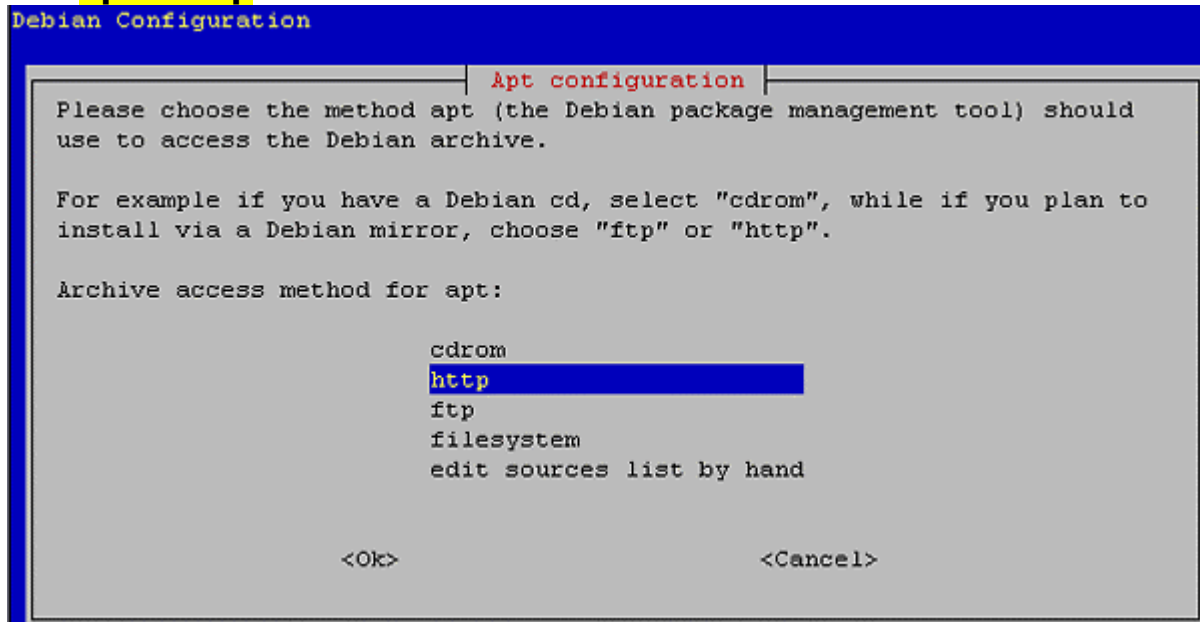 Debian Configuration
Apt configuration
Please choose the method apt (the Debian package management tool) should
use to access the Debian archive.
For example if you have a Debian cd, select "cdrom", while if you plan to
install via a Debian mirror, choose "ftp" or "http".
Archive access method for apt:
cdrom
http
ftp
filesystem
edit sources list by hand
<Ok> <Cancel>